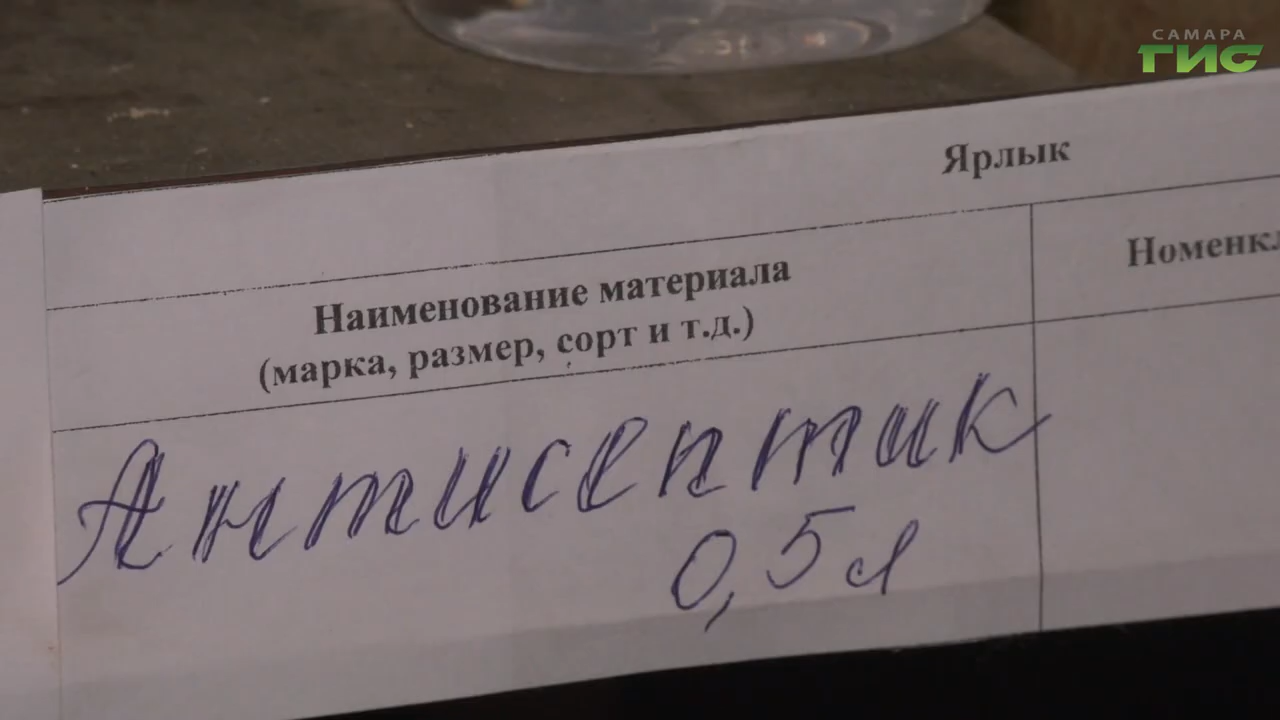 САМАРА
ГИС
Ярлык
Наименование материала
(марка, размер, сорт и т.д.)
Антисептик
0,5л